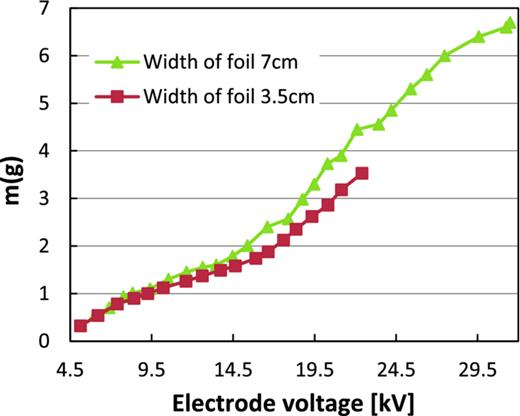 7
6
5
4
3
2
1
0
m(g)
Width of foil 7cm
Width of foil 3.5cm
4.5 9.5 14.5 19.5 24.5 29.5
Electrode voltage [kV]